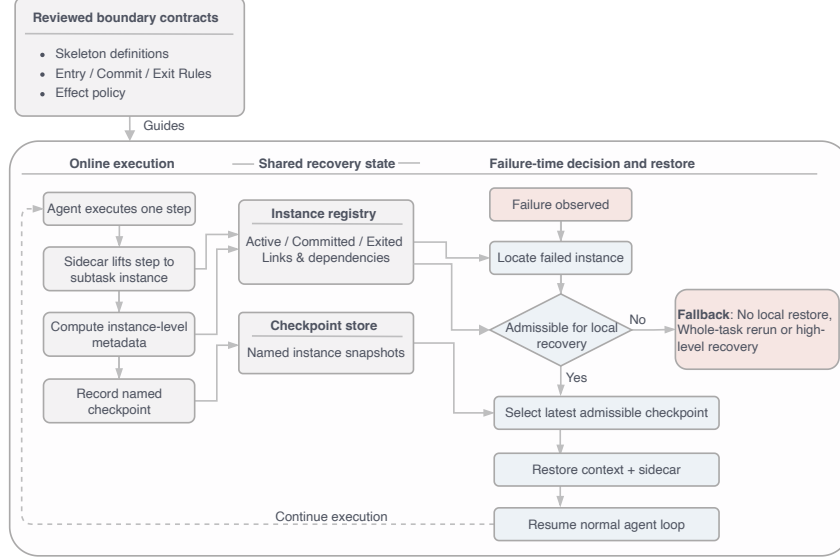 Reviewed boundary contracts
• Skeleton definitions
• Entry / Commit / Exit Rules
• Effect policy
Guides
Online execution
Shared recovery state
Failure-time decision and restore
Agent executes one step
Sidecar lifts step to
subtask instance
Compute instance-level
metadata
Record named
checkpoint
Instance registry
Active / Committed / Exited
Links & dependencies
Checkpoint store
Named instance snapshots
Failure observed
Locate failed instance
Admissible for local
recovery
No
Fallback: No local restore,
Whole-task rerun or high-
level recovery
Yes
Select latest admissible checkpoint
Restore context + sidecar
Resume normal agent loop
Continue execution